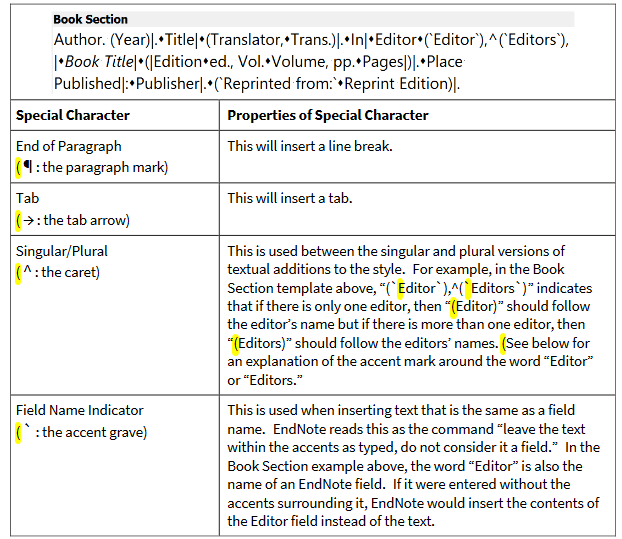 Book Section
Author. (Year)|.♦Title|♦(Translator,♦Trans.)|.♦In|♦Editor♦(`Editor`),^(`Editors`),
|♦Book Title|♦(|Edition♦ed., Vol.♦Volume, pp.♦Pages|)|.♦Place
Published|:♦Publisher|.♦(`Reprinted from:`♦Reprint Edition)|.
Special Character
Properties of Special Character
End of Paragraph
(¶ : the paragraph mark)
This will insert a line break.
Tab
(→ : the tab arrow)
This will insert a tab.
Singular/Plural
(^ : the caret)
This is used between the singular and plural versions of
textual additions to the style.  For example, in the Book
Section template above, “(`Editor`),^(`Editors`)” indicates
that if there is only one editor, then “(Editor)” should follow
the editor’s name but if there is more than one editor, then
“(Editors)” should follow the editors’ names. (See below for
an explanation of the accent mark around the word “Editor”
or “Editors.”
Field Name Indicator
(` : the accent grave)
This is used when inserting text that is the same as a field
name.  EndNote reads this as the command “leave the text
within the accents as typed, do not consider it a field.”  In the
Book Section example above, the word “Editor” is also the
name of an EndNote field.  If it were entered without the
accents surrounding it, EndNote would insert the contents of
the Editor field instead of the text.